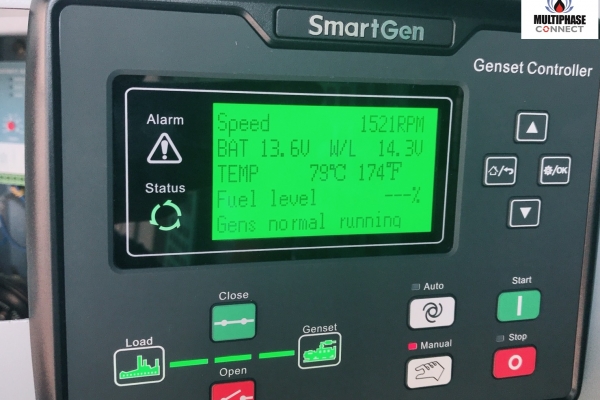 MULTIPHASE
CONNECT
SmartGen
Genset Controller
Alarm
Status
Speed 1521RPM
BAT 13.6V W/L 14.3V
TEMP 79℃ 174℉
Fuel level ---%
Gens normal running
/OK
Close
Open
Load
Genset
Auto
Manual
Start
Stop